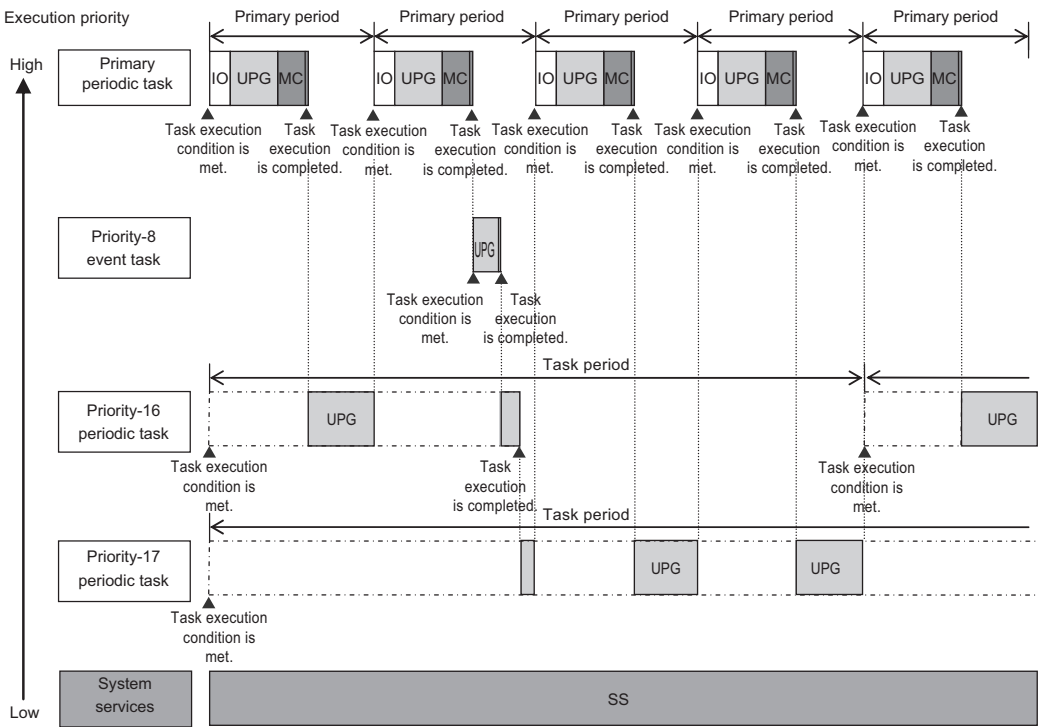 Execution priority
Primary period
Primary period
Primary period
Primary period
Primary period
High
Primary
periodic task
IO
UPG
MC
IO
UPG
MC
IO
UPG
MC
IO
UPG
MC
IO
UPG
MC
Task execution
condition is
met.
Task
execution
is completed.
Task execution
condition is
met.
Task
execution
is completed.
Task execution
condition is
met.
Task
execution
is completed.
Task execution
condition is
met.
Task
execution
is completed.
Task execution
condition is
met.
Task
execution
is completed.
Priority-8
event task
UPG
Task execution
condition is
met.
Task
execution
is completed.
Task period
Priority-16
periodic task
UPG
UPG
Task execution
condition is
met.
Task
execution
is completed.
Task execution
condition is
met.
Task period
Priority-17
periodic task
UPG
UPG
Task execution
condition is
met.
System
services
SS
Low